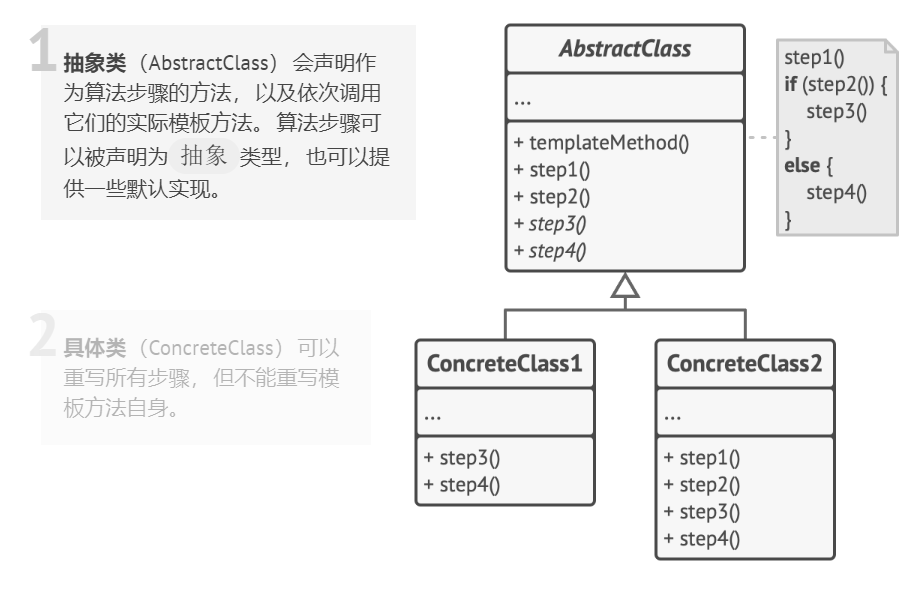 1
抽象类（AbstractClass）会声明作
为算法步骤的方法，以及依次调用
它们的实际模板方法。算法步骤可
以被声明为 抽象 类型，也可以提
供一些默认实现。
AbstractClass
...
+ templateMethod()
+ step1()
+ step2()
+ step3()
+ step4()
step1()
if (step2()) {
step3()
}
else {
step4()
}
2
具体类（ConcreteClass）可以
重写所有步骤，但不能重写模
板方法自身。
ConcreteClass1
...
+ step3()
+ step4()
ConcreteClass2
...
+ step1()
+ step2()
+ step3()
+ step4()